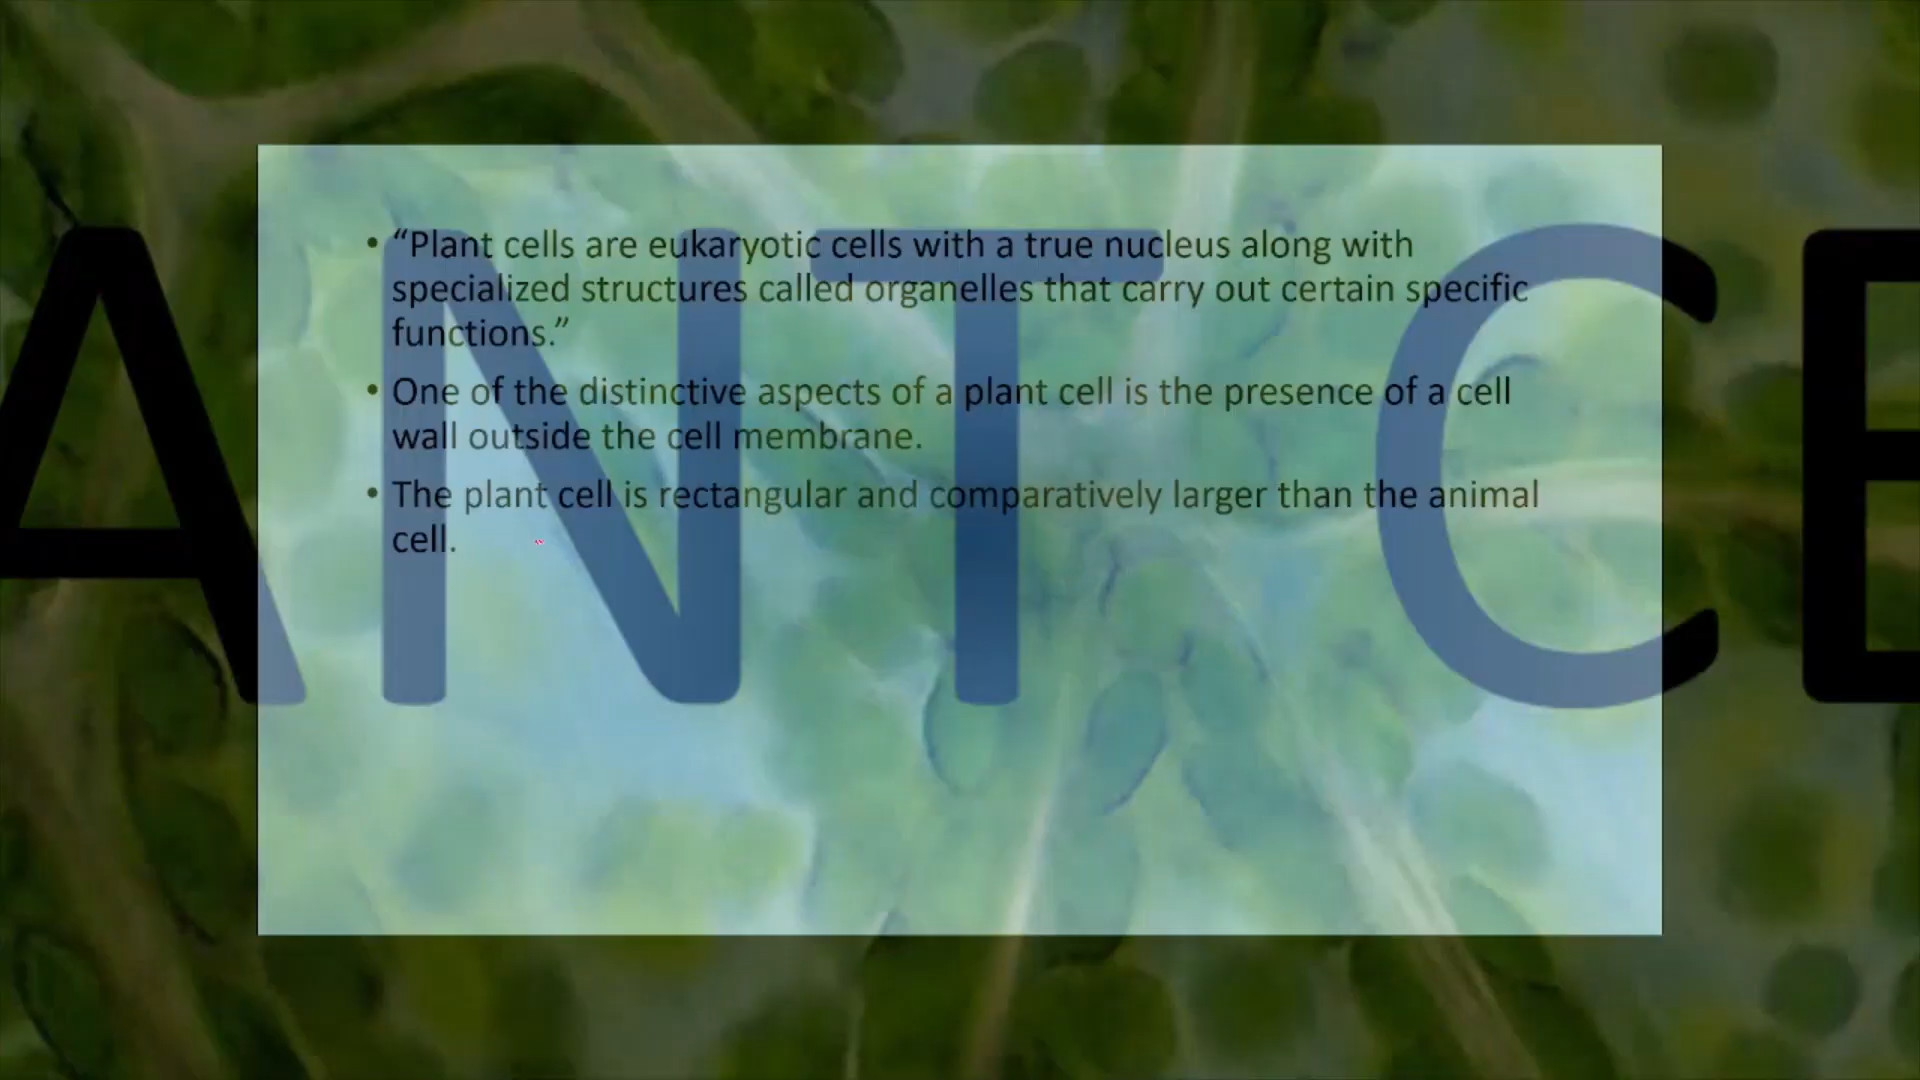 ANT CE
• “Plant cells are eukaryotic cells with a true nucleus along with
specialized structures called organelles that carry out certain specific
functions.”
• One of the distinctive aspects of a plant cell is the presence of a cell
wall outside the cell membrane.
• The plant cell is rectangular and comparatively larger than the animal
cell.